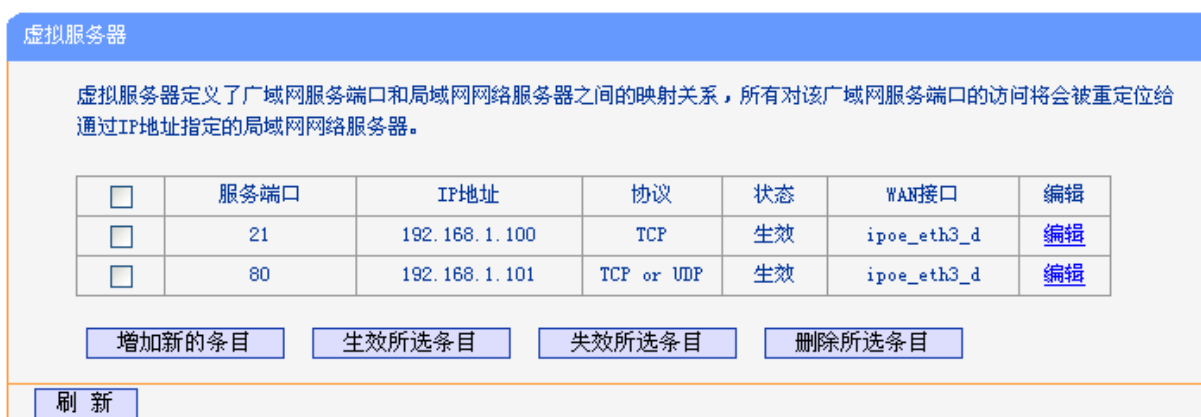 虚拟服务器
虚拟服务器定义了广域网服务端口和局域网网络服务器之间的映射关系，所有对该广域网服务端口的访问将会被重定位给
通过IP地址指定的局域网网络服务器。
服务端口 IP地址 协议 状态 WAN接口 编辑
21 192.168.1.100 TCP 生效 ipoe_eth3_d 编辑
80 192.168.1.101 TCP or UDP 生效 ipoe_eth3_d 编辑
增加新的条目 生效所选条目 失效所选条目 删除所选条目
刷 新